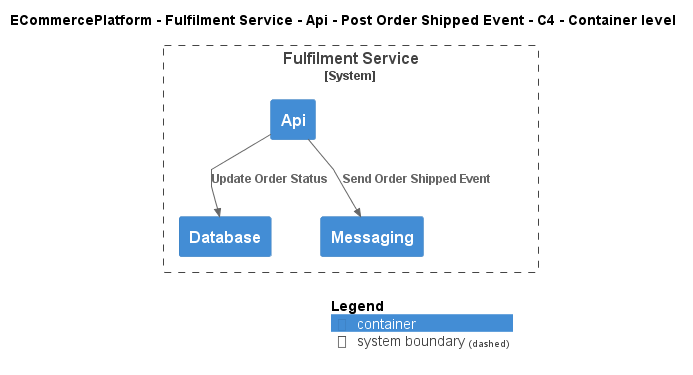 ECommercePlatform - Fulfilment Service - Api - Post Order Shipped Event - C4 - Container level
Fulfilment Service
[System]
Api
Update Order Status
Send Order Shipped Event
Database
Messaging
Legend
container
system boundary (dashed)